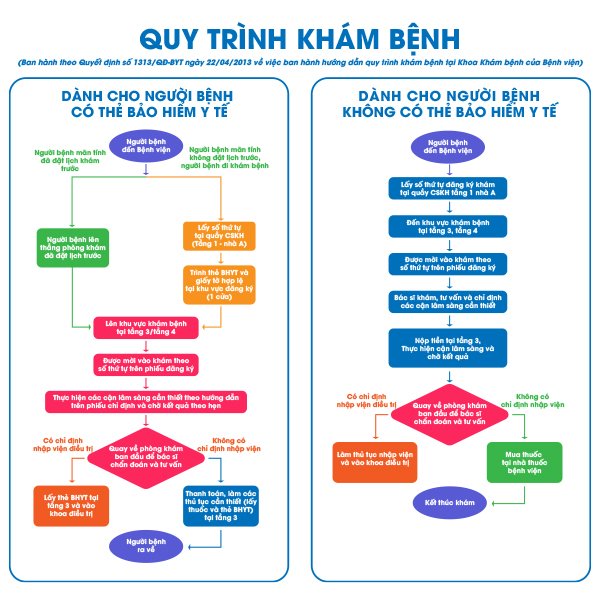 QUY TRÌNH KHÁM BỆNH
(Ban hành theo Quyết định số 1313/QĐ-BYT ngày 22/04/2013 về việc ban hành hướng dẫn quy trình khám bệnh tại Khoa Khám bệnh của Bệnh viện)
DÀNH CHO NGƯỜI BỆNH
CÓ THẺ BẢO HIỂM Y TẾ
Người bệnh
đến Bệnh viện
Người bệnh mãn tính
đã đặt lịch khám
trước
Người bệnh mãn tính
không đặt lịch trước,
người bệnh đi khám bệnh
Người bệnh lên
thẳng phòng khám
đã đặt lịch trước
Lấy số thứ tự
tại quầy CSKH
(Tầng 1 - nhà A)
Trình thẻ BHYT và
giấy tờ hợp lệ
tại khu vực đăng ký
(1 cửa)
Lên khu vực khám bệnh
tại tầng 3/tầng 4
Được mời vào khám theo
số thứ tự trên phiếu đăng ký
Thực hiện các cận lâm sàng cần thiết theo hướng dẫn
trên phiếu chỉ định và chờ kết quả theo hẹn
Có chỉ định
nhập viện điều trị
Quay về phòng khám
ban đầu để bác sĩ
chẩn đoán và tư vấn
Không có
chỉ định nhập viện
Lấy thẻ BHYT tại
tầng 3 và vào
khoa điều trị
Thanh toán, làm các
thủ tục cần thiết (lấy
thuốc và thẻ BHYT)
tại tầng 3
Người bệnh
ra về
DÀNH CHO NGƯỜI BỆNH
KHÔNG CÓ THẺ BẢO HIỂM Y TẾ
Người bệnh
đến Bệnh viện
Lấy số thứ tự đăng ký khám
tại quầy CSKH tầng 1 nhà A
Đến khu vực khám bệnh
tại tầng 3, tầng 4
Được mời vào khám theo
số thứ tự trên phiếu đăng ký
Bác sĩ khám, tư vấn và chỉ định
các cận lâm sàng cần thiết
Nộp tiền tại tầng 3,
Thực hiện cận lâm sàng và
chờ kết quả
Có chỉ định
nhập viện điều trị
Quay về phòng khám
ban đầu để bác sĩ
chẩn đoán và tư vấn
Không có
chỉ định nhập viện
Làm thủ tục nhập viện
và vào khoa điều trị
Mua thuốc
tại nhà thuốc
bệnh viện
Kết thúc khám